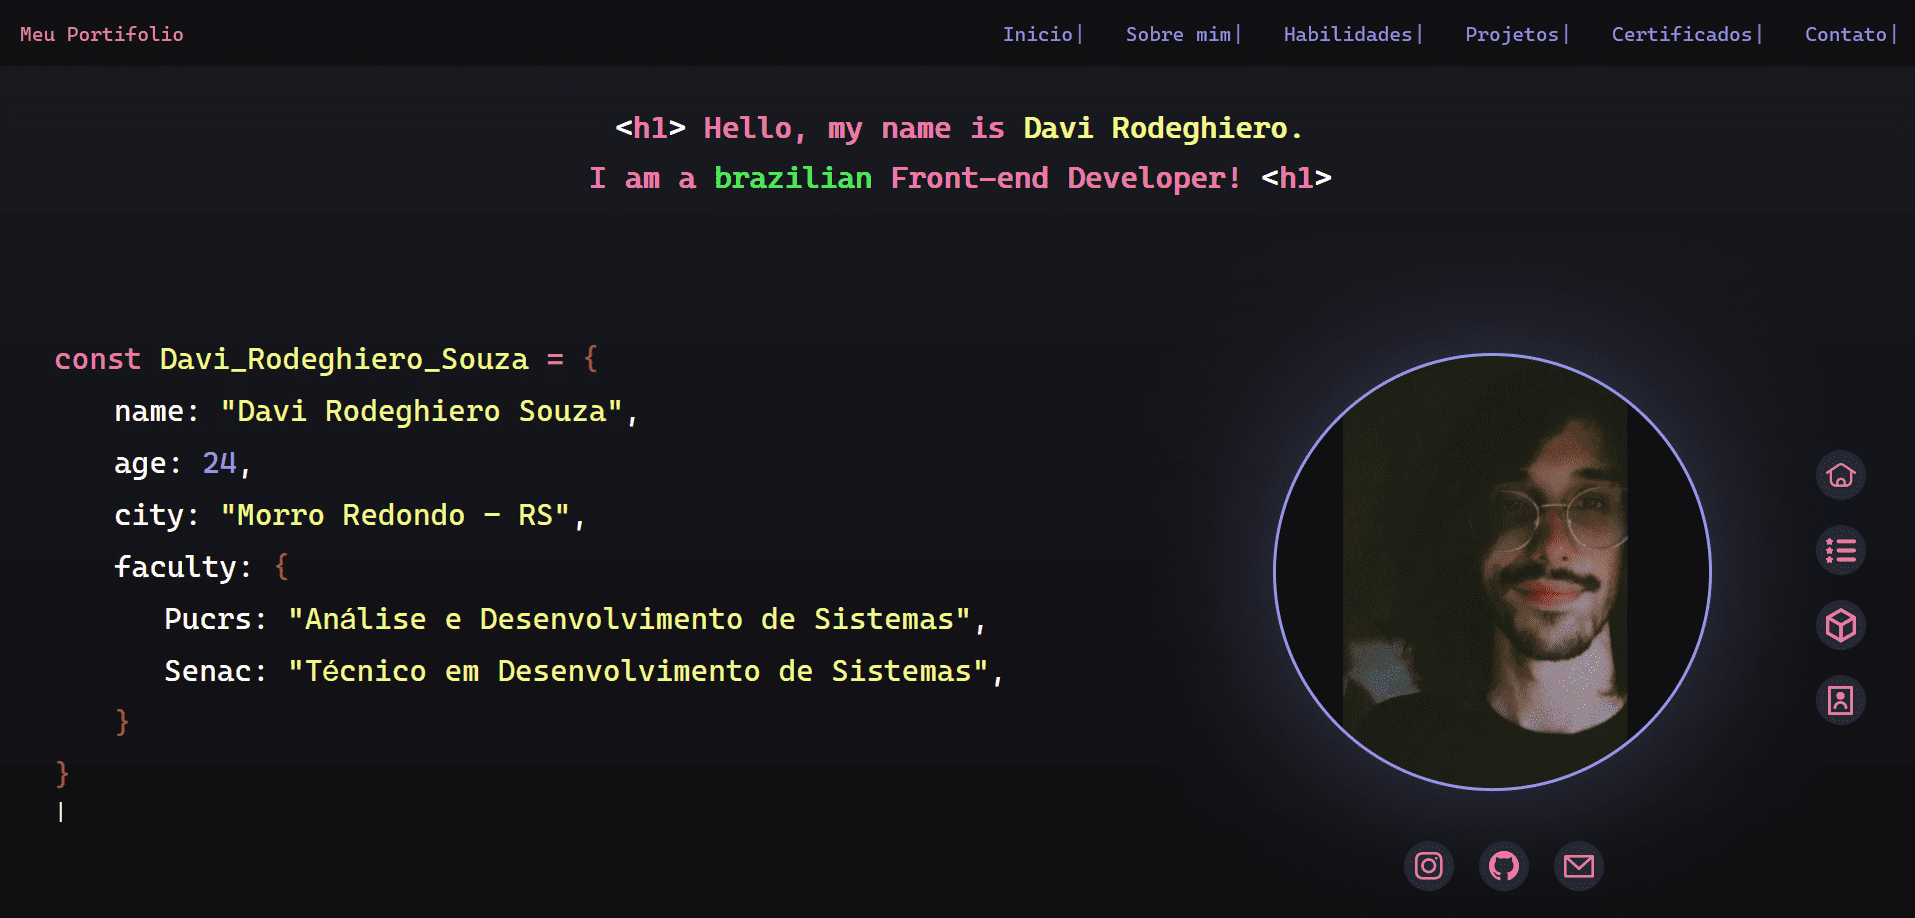 Meu Portifolio
Inicio| Sobre mim| Habilidades| Projetos| Certificados| Contato|
<h1> Hello, my name is Davi Rodeghiero.
I am a brazilian Front-end Developer! <h1>
const Davi_Rodeghiero_Souza = {
name: "Davi Rodeghiero Souza",
age: 24,
city: "Morro Redondo - RS",
faculty: {
Pucrs: "Análise e Desenvolvimento de Sistemas",
Senac: "Técnico em Desenvolvimento de Sistemas",
}
}
|